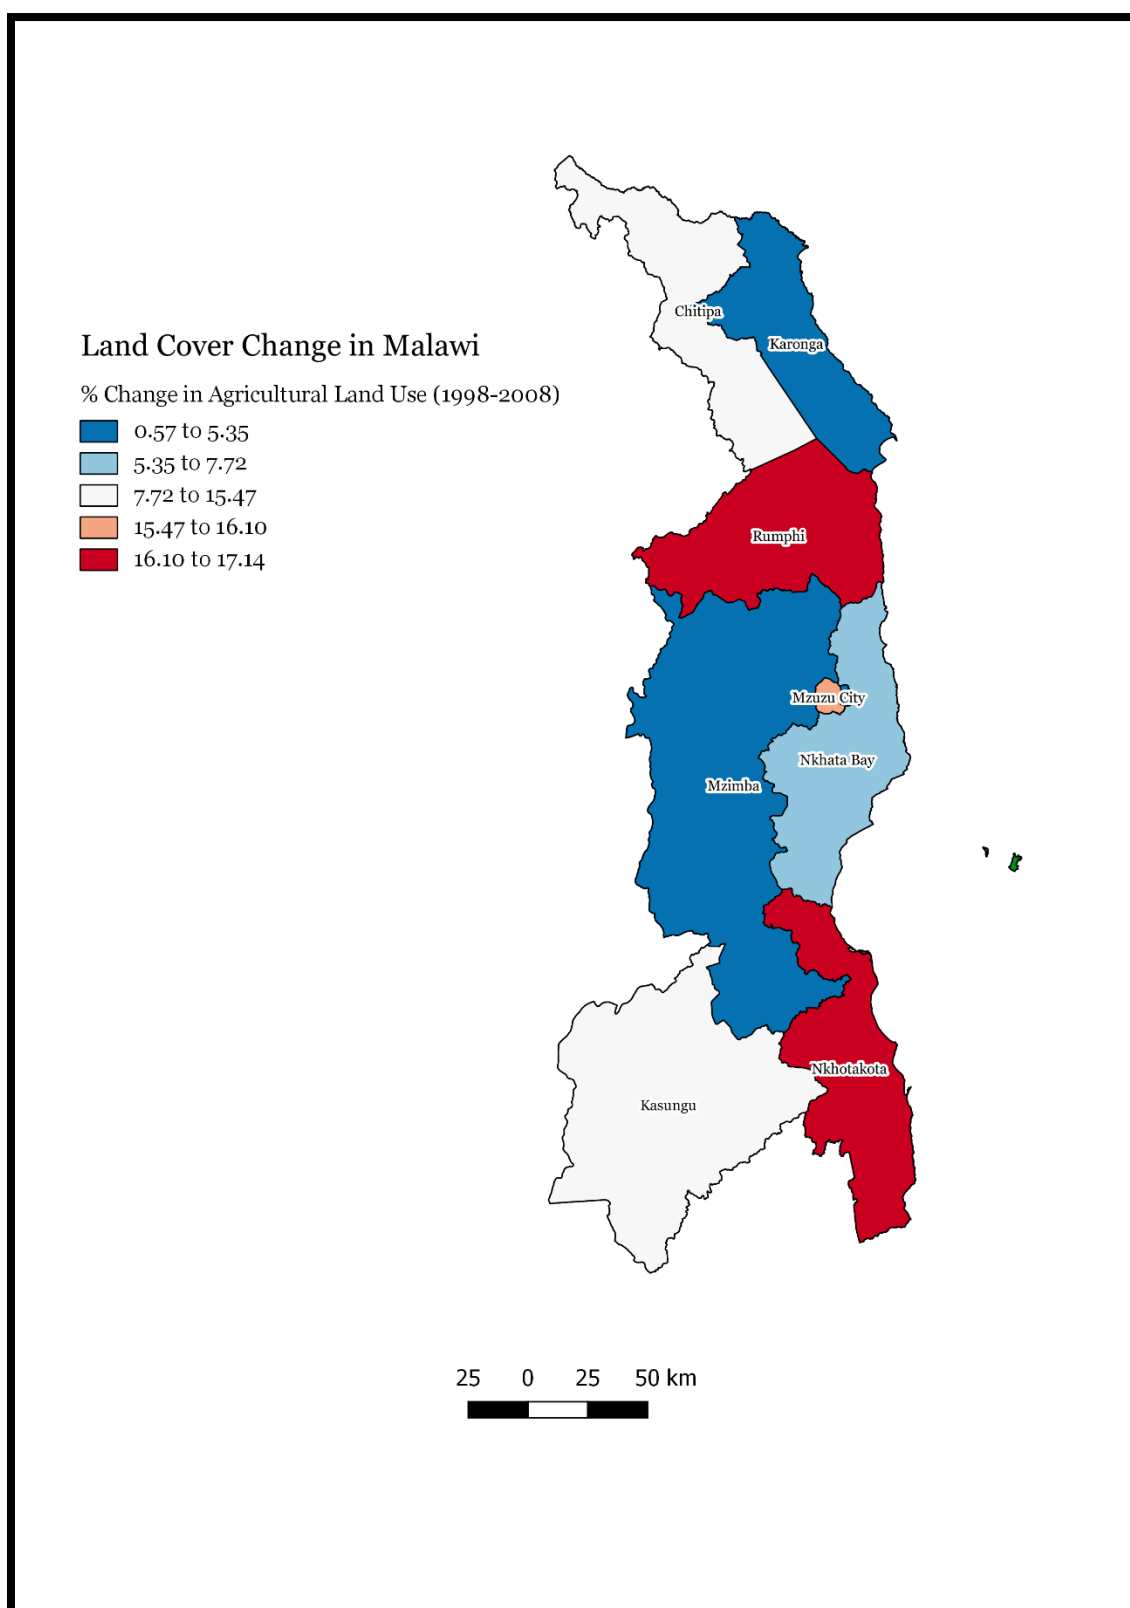 Chitipa
Karonga
Land Cover Change in Malawi
% Change in Agricultural Land Use (1998-2008)
0.57 to 5.35
5.35 to 7.72
7.72 to 15.47
15.47 to 16.10
16.10 to 17.14
Rumphi
Mzuzu City
Nkhata Bay
Mzimba
Nkhotakota
Kasungu
25 0 25 50 km